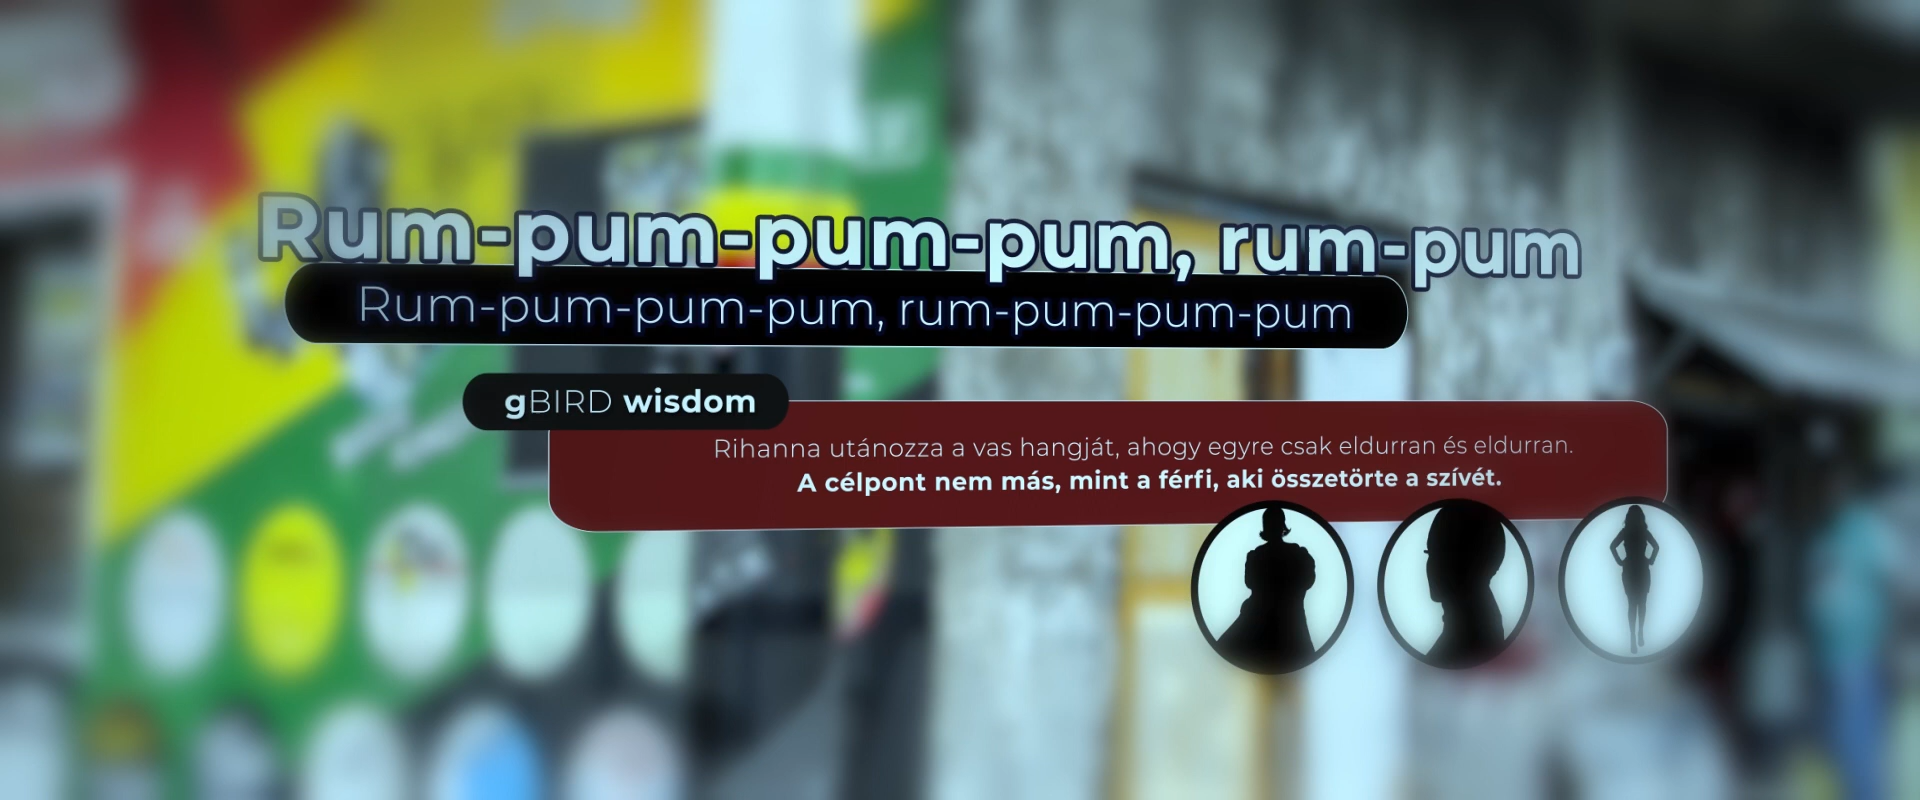 Rum-pum-pum-pum, rum-pum
Rum-pum-pum-pum, rum-pum-pum-pum
gBIRD wisdom
Rihanna utánozza a vas hangját, ahogy egyre csak eldurran és eldurran.
A célpont nem más, mint a férfi, aki összetörte a szívét.